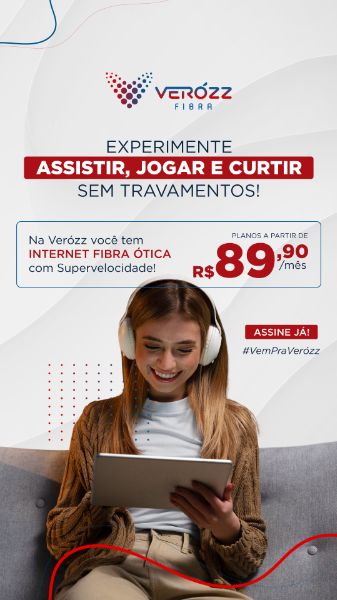 VERÓZZ
FIBRA
EXPERIMENTE
ASSISTIR, JOGAR E CURTIR
SEM TRAVAMENTOS!
Na Verózz você tem
INTERNET FIBRA ÓTICA
com Supervelocidade!
PLANOS A PARTIR DE
R$89,90
/mês
ASSINE JÁ!
#VemPraVerózz